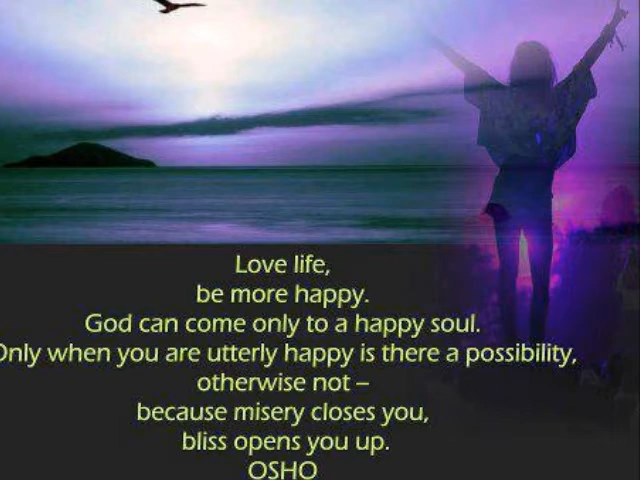 Love life,
be more happy.
God can come only to a happy soul.
Only when you are utterly happy is there a possibility,
otherwise not –
because misery closes you,
bliss opens you up.
OSHO